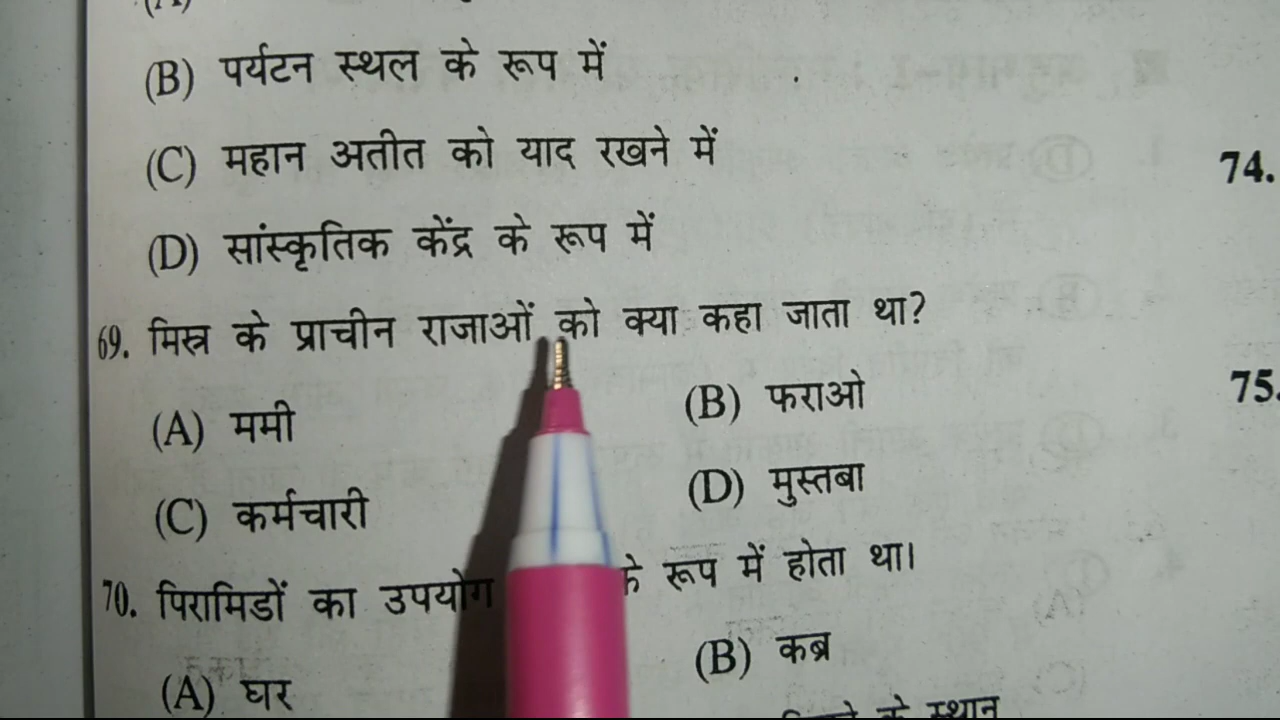 (A)
(B) पर्यटन स्थल के रूप में
(C) महान अतीत को याद रखने में
(D) सांस्कृतिक केंद्र के रूप में
69. मिस्र के प्राचीन राजाओं को क्या कहा जाता था?
(A) ममी (B) फराओ
(C) कर्मचारी (D) मुस्तबा
70. पिरामिडों का उपयोग के रूप में होता था।
(A) घर (B) कब्र
के स्थान
74.
75.